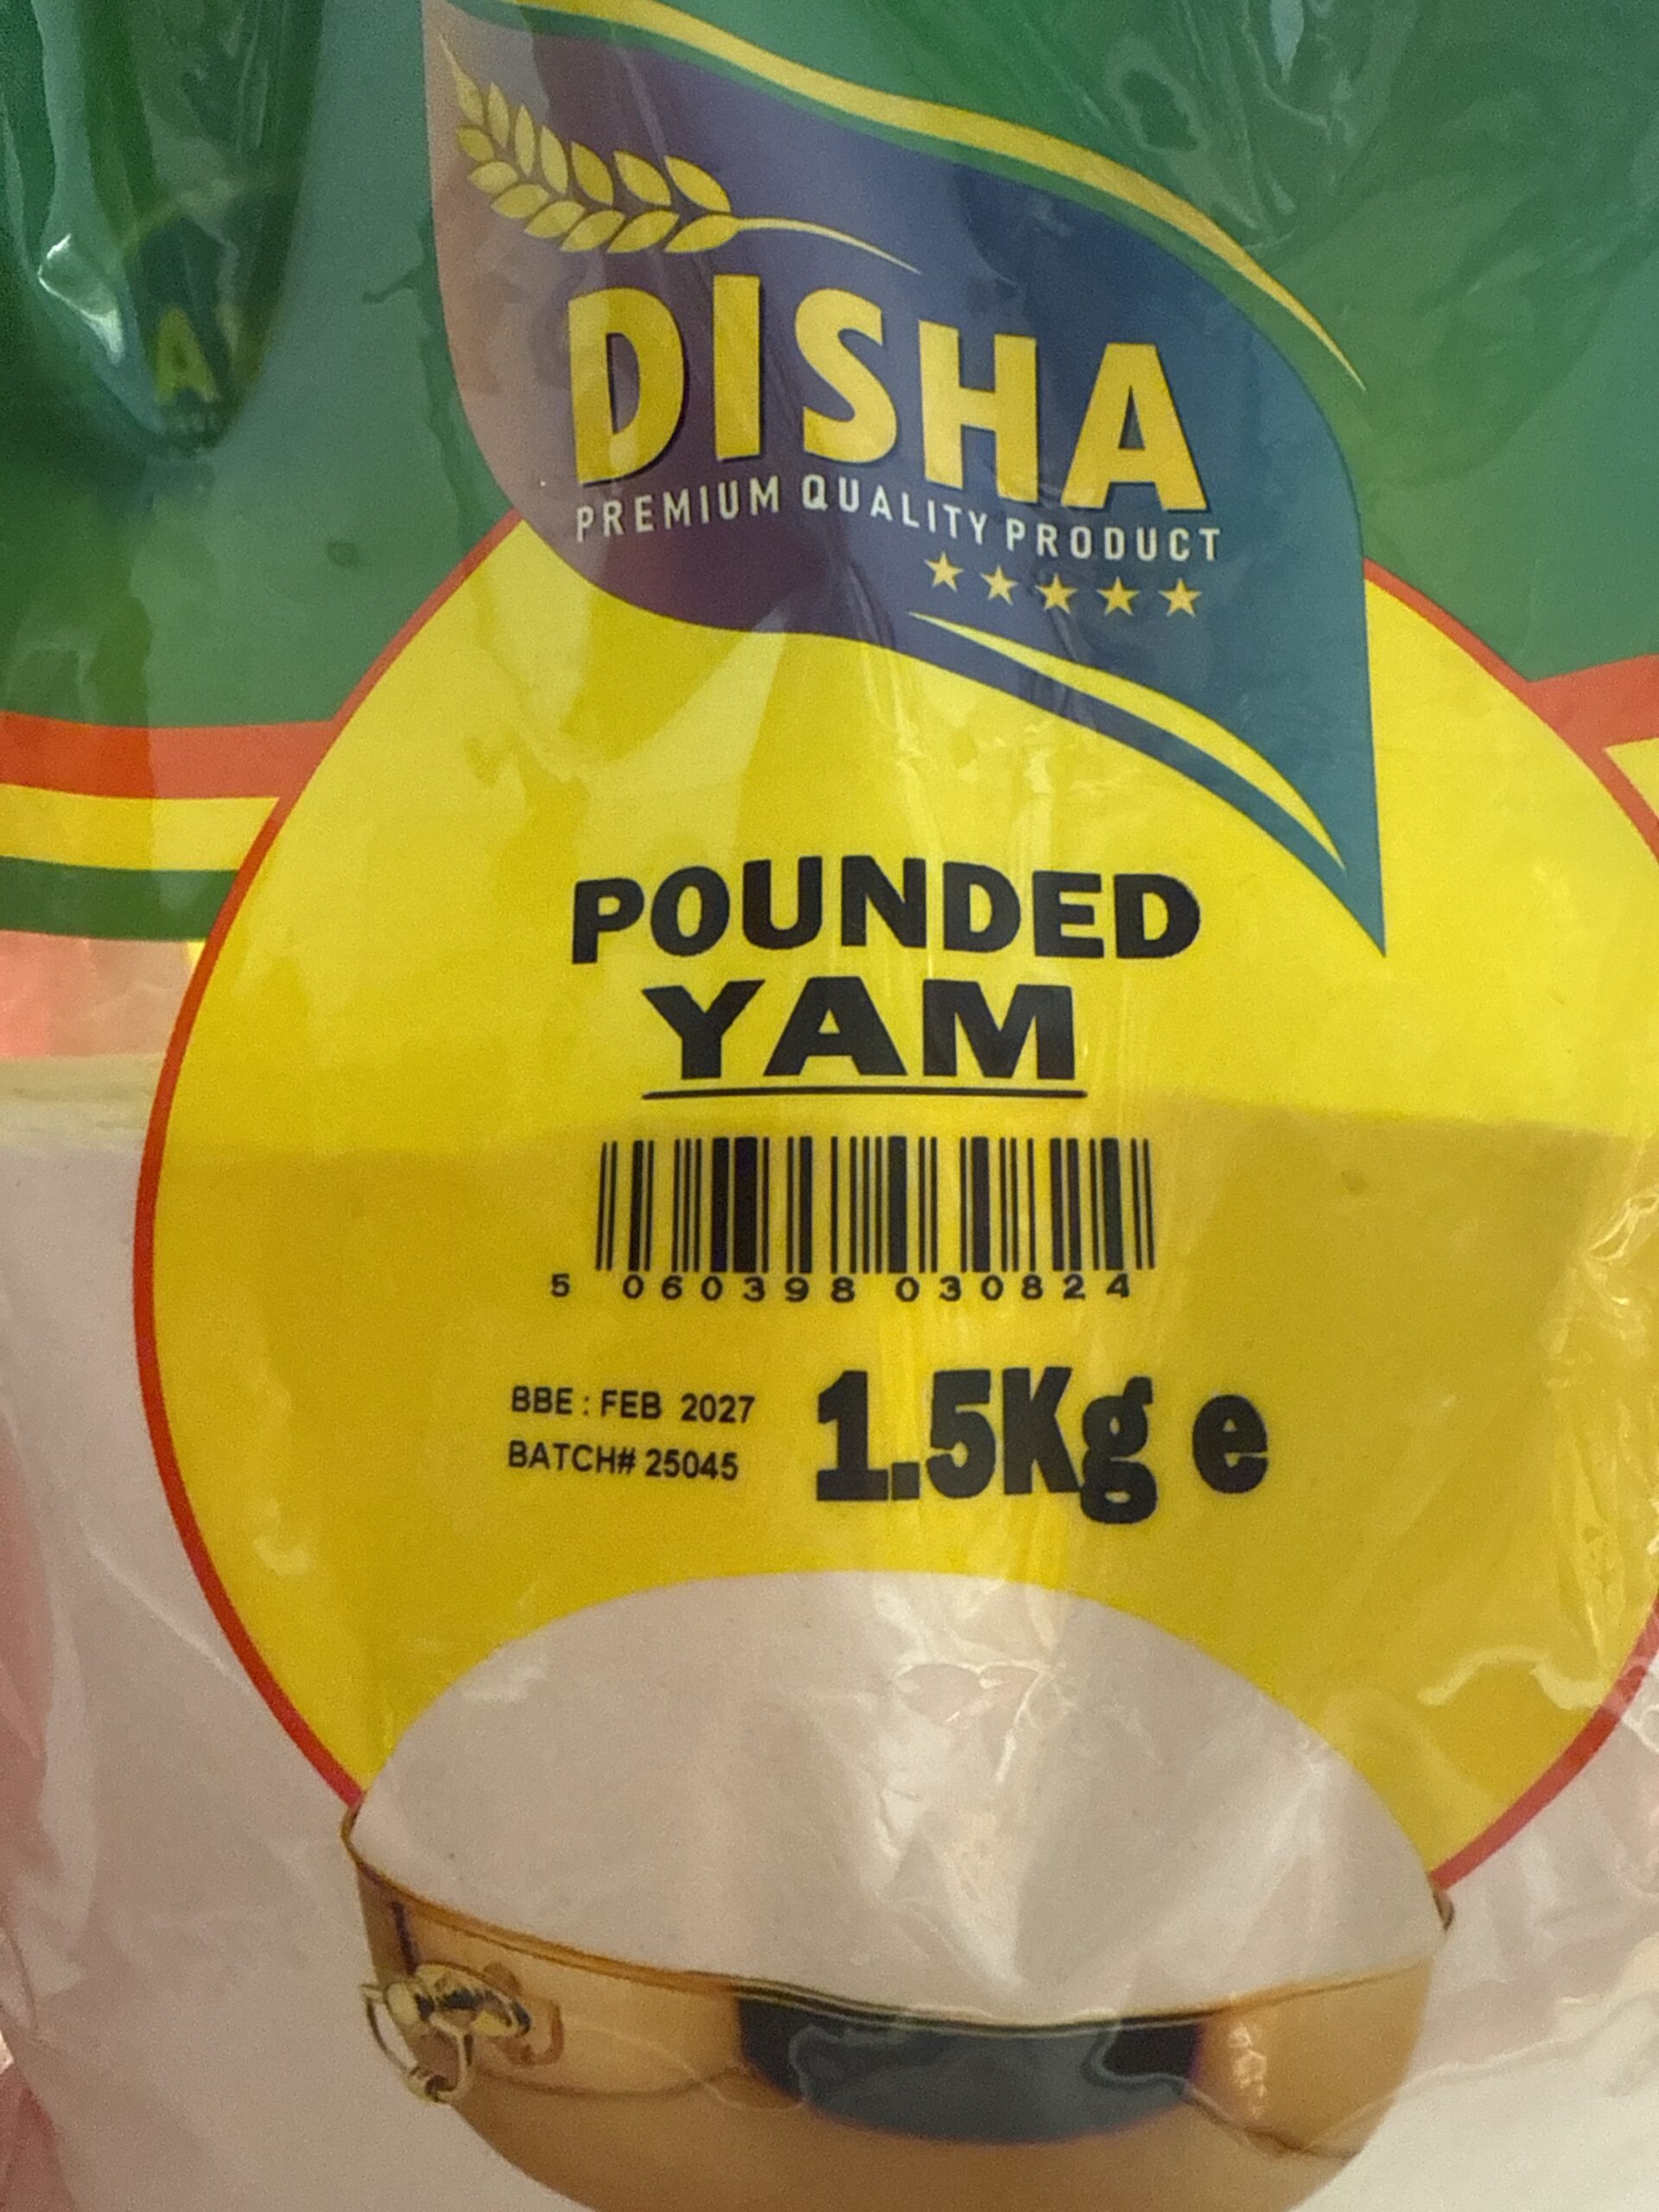 DISHA
PREMIUM QUALITY PRODUCT
POUNDED
YAM
5 060398 030824
BBE : FEB 2027
BATCH# 25045
1.5Kg e